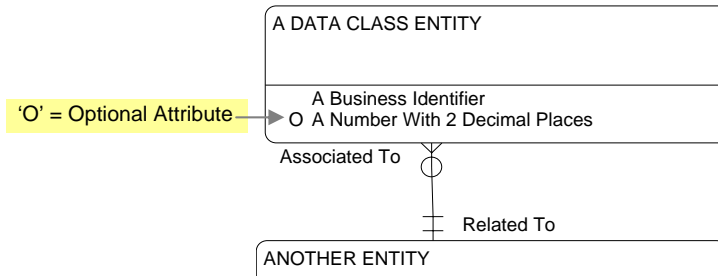 A DATA CLASS ENTITY
A Business Identifier
‘O’ = Optional Attribute
O A Number With 2 Decimal Places
Associated To
Related To
ANOTHER ENTITY